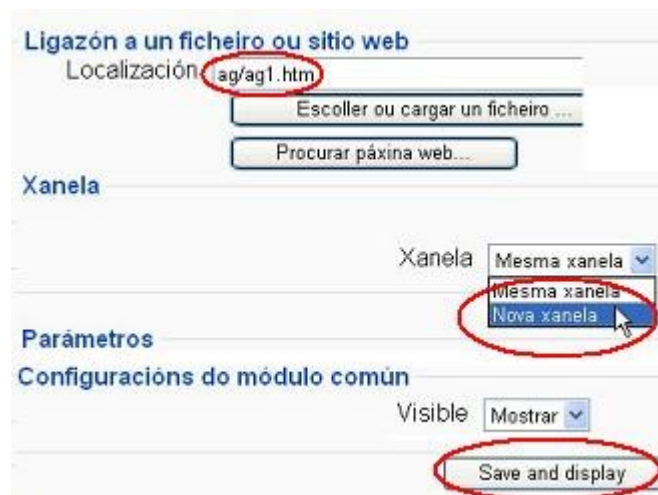 Ligazón a un ficheiro ou sitio web
Localización ag/ag1.htm
Escoller ou cargar un ficheiro ...
Procurar páxina web...
Xanela
Xanela Mesma xanela
Mesma xanela
Nova xanela
Parámetros
Configuracións do módulo común
Visible Mostrar
Save and display